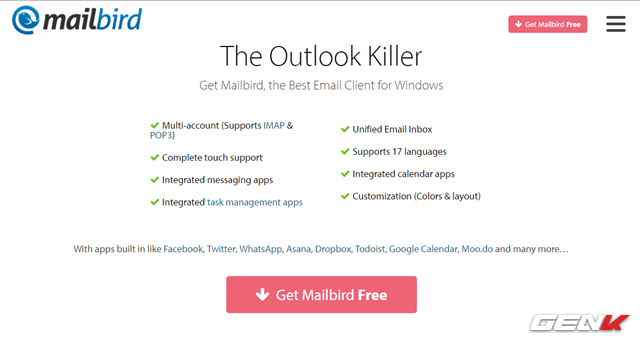 mailbird
Get Mailbird Free
The Outlook Killer
Get Mailbird, the Best Email Client for Windows
Multi-account (Supports IMAP &
POP3)
Complete touch support
Integrated messaging apps
Integrated task management apps
Unified Email Inbox
Supports 17 languages
Integrated calendar apps
Customization (Colors & layout)
With apps built in like Facebook, Twitter, WhatsApp, Asana, Dropbox, Todoist, Google Calendar, Moo.do and many more...
Get Mailbird Free
GENK